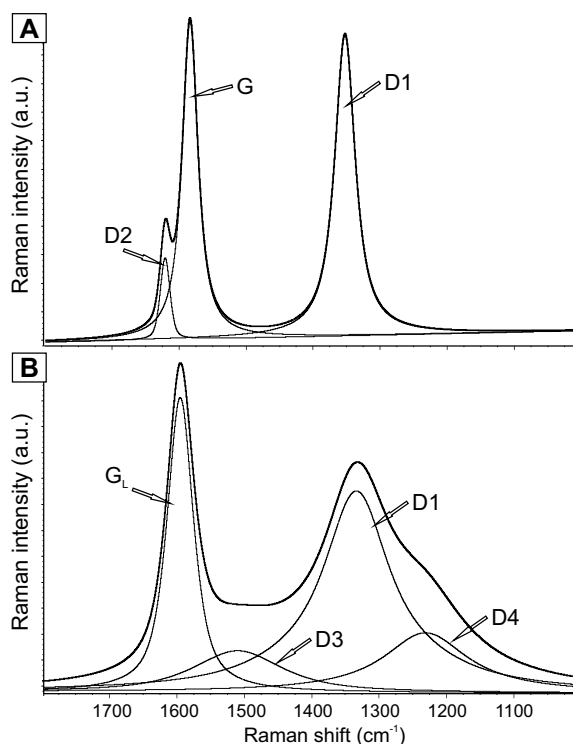 A
G
D1
D2
Raman intensity (a.u.)
B
G_L
D1
D3
D4
Raman intensity (a.u.)
1700 1600 1500 1400 1300 1200 1100
Raman shift (cm⁻¹)